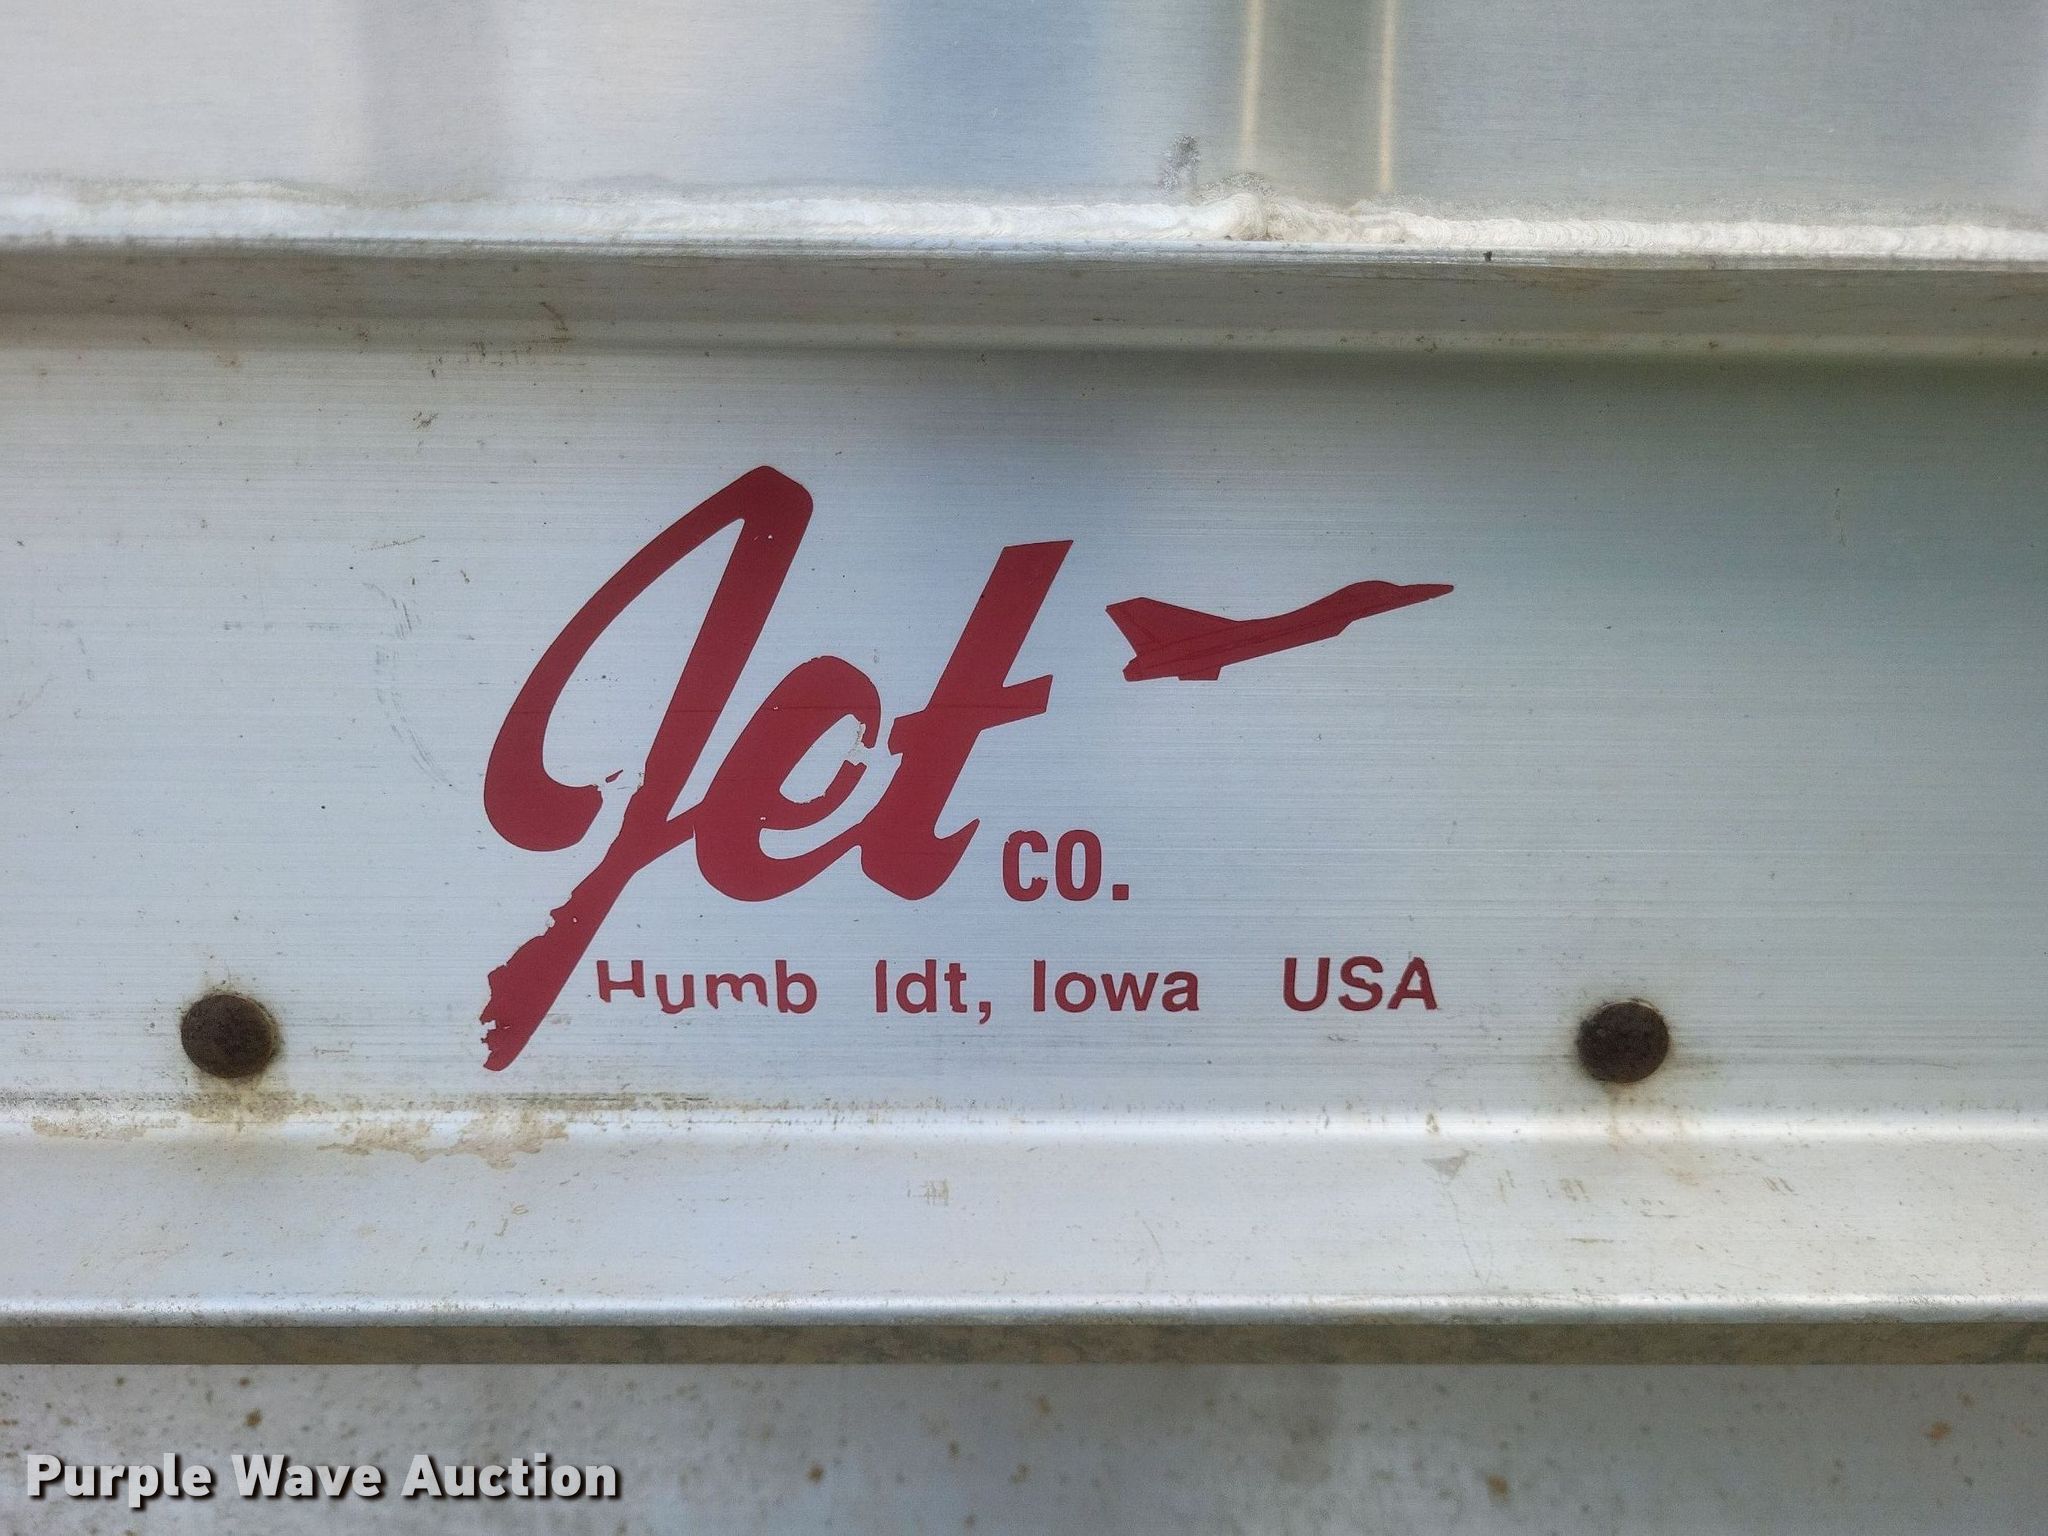 Jet CO.
Humb ldt, Iowa USA
Purple Wave Auction